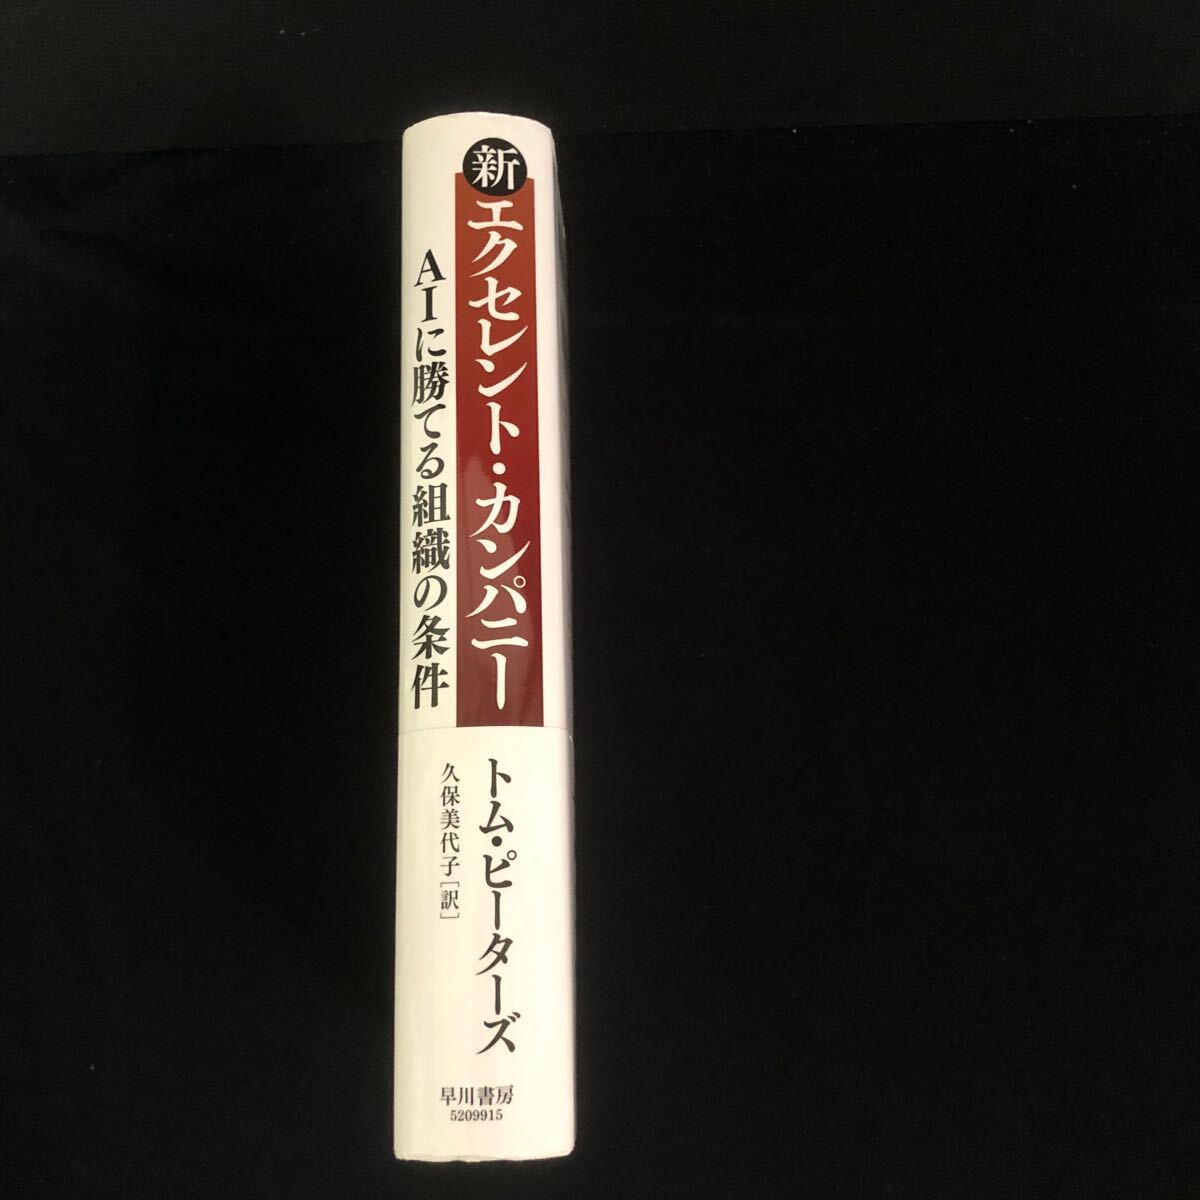 新
エクセレント・カンパニー
AIに勝てる組織の条件
トム・ピーターズ
久保美代子[訳]
早川書房
5209915